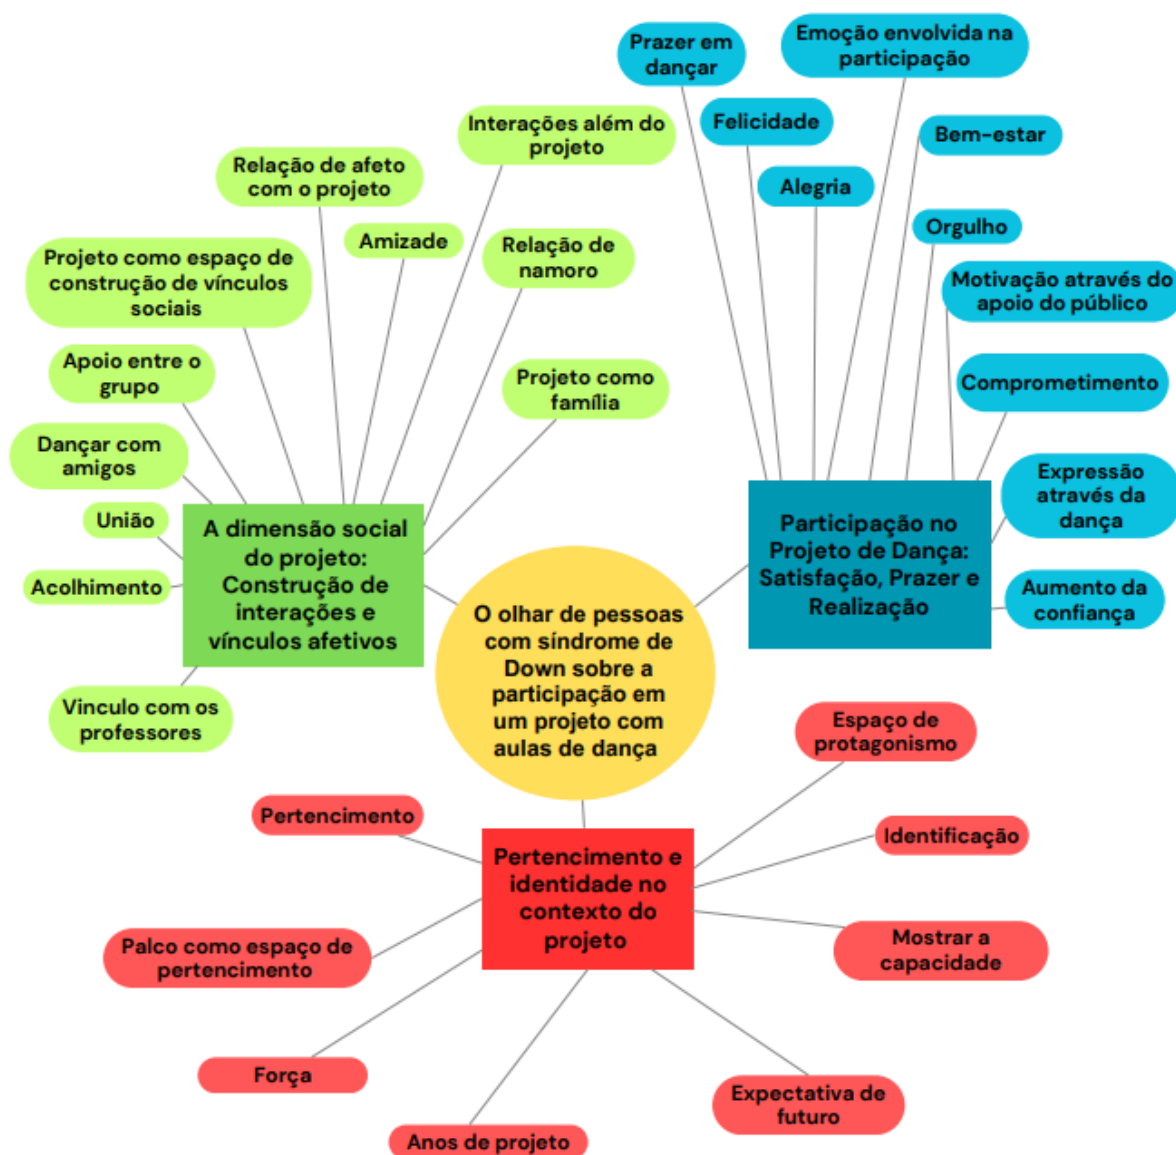 Prazer em
dançar
Emoção envolvida na
participação
Felicidade
Bem-estar
Alegria
Orgulho
Motivação através do
apoio do público
Comprometimento
Expressão
através da
dança
Aumento da
confiança
Participação no
Projeto de Dança:
Satisfação, Prazer e
Realização
Interações além do
projeto
Relação de afeto
com o projeto
Amizade
Relação de
namoro
Projeto como espaço de
construção de vínculos
sociais
Apoio entre o
grupo
Projeto como
família
Dançar com
amigos
União
Acolhimento
Vinculo com os
professores
A dimensão social
do projeto:
Construção de
interações e
vínculos afetivos
O olhar de pessoas
com síndrome de
Down sobre a
participação em
um projeto com
aulas de dança
Pertencimento e
identidade no
contexto do
projeto
Espaço de
protagonismo
Pertencimento
Identificação
Palco como espaço de
pertencimento
Mostrar a
capacidade
Força
Expectativa de
futuro
Anos de projeto